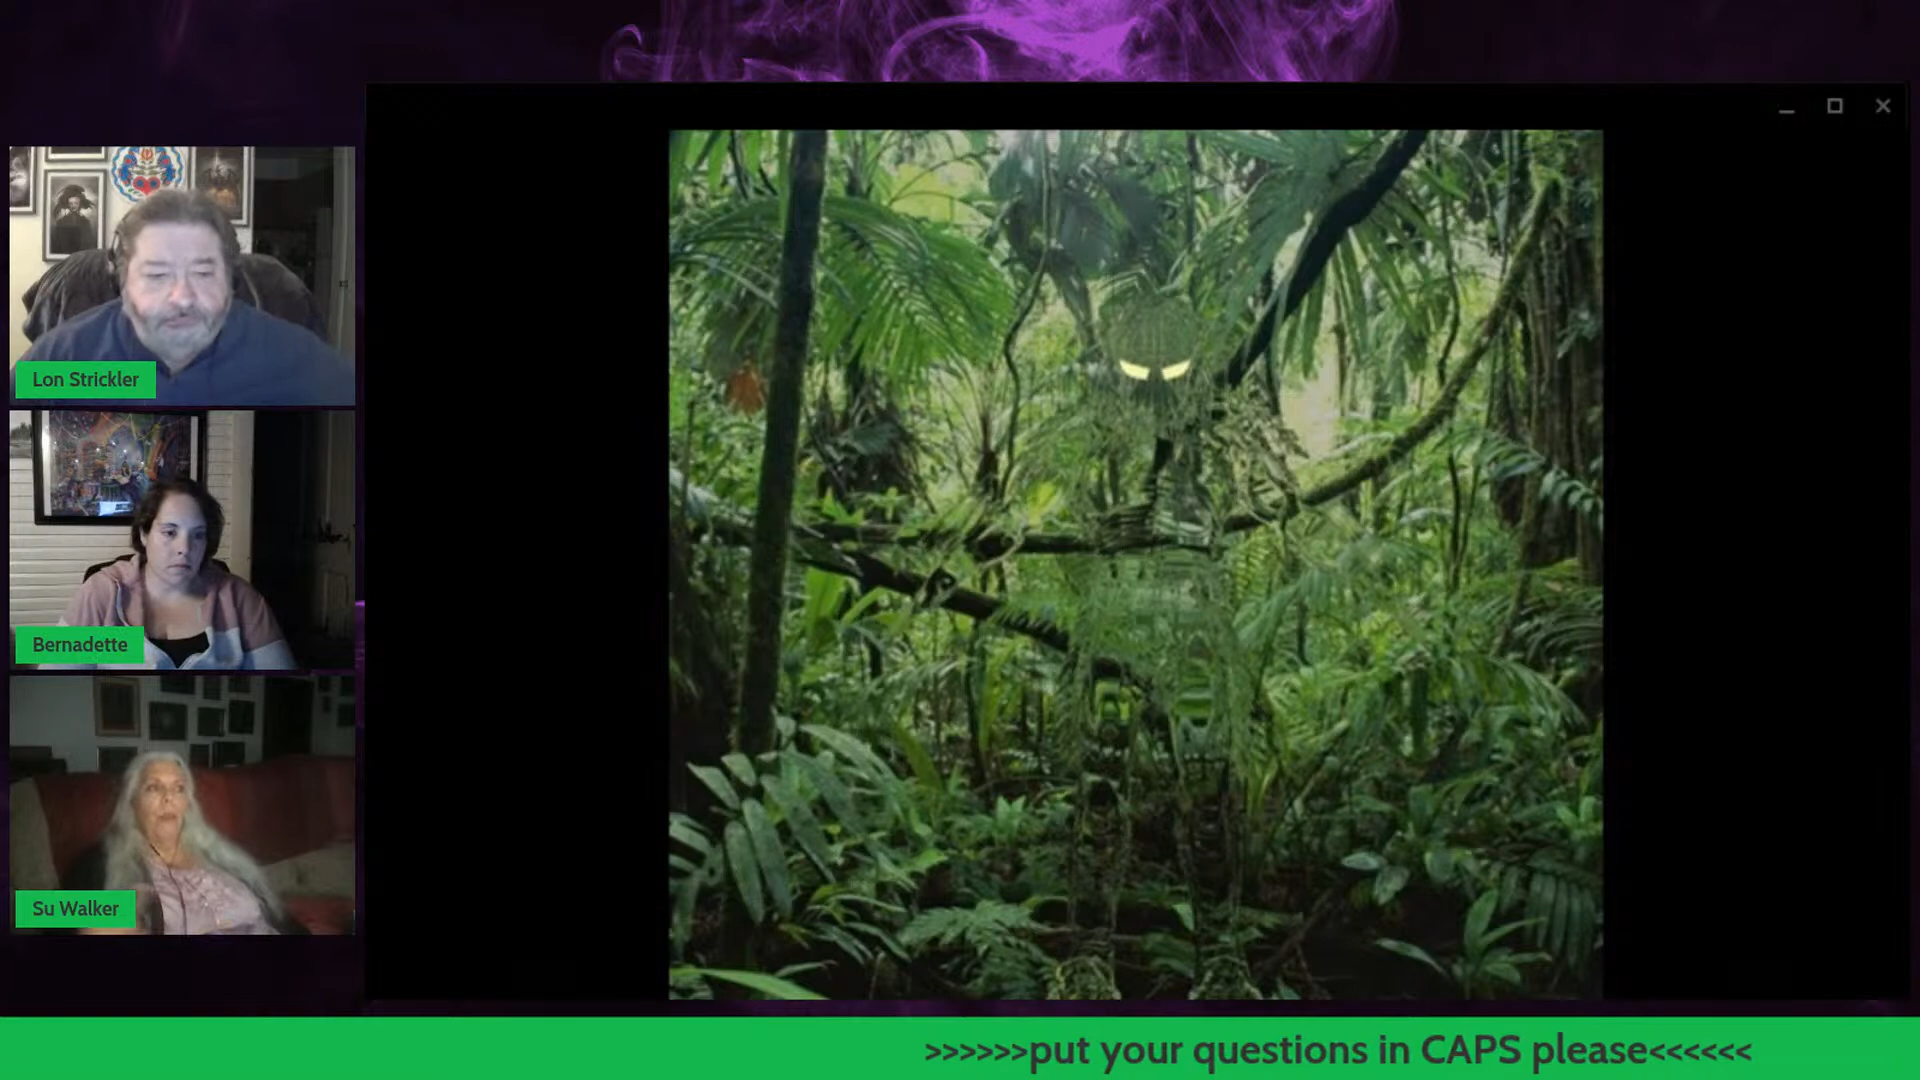 Lon Strickler
Bernadette
Su Walker
>>>>>>put your questions in CAPS please<<<<<<